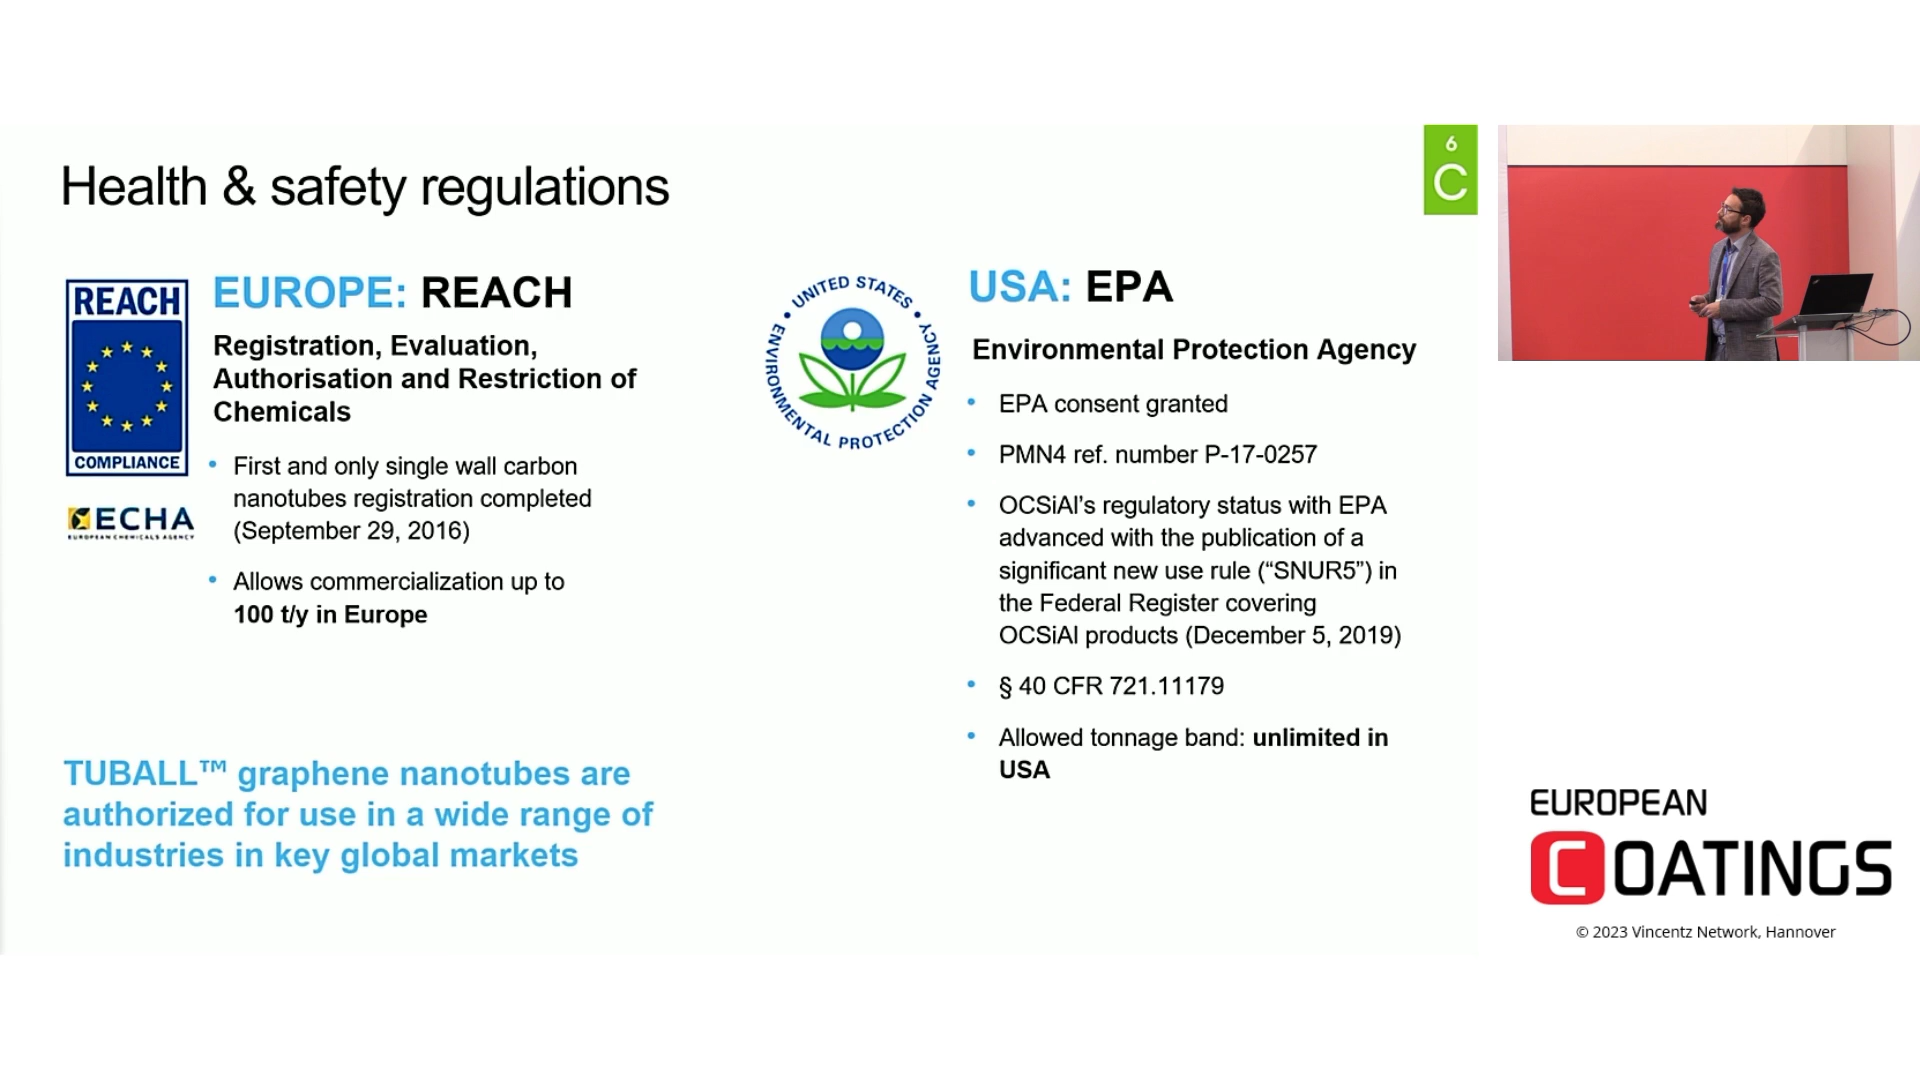 Health & safety regulations
6
C
REACH
COMPLIANCE
ECHA
EUROPEAN CHEMICALS AGENCY
EUROPE: REACH
Registration, Evaluation,
Authorisation and Restriction of
Chemicals
• First and only single wall carbon
nanotubes registration completed
(September 29, 2016)
• Allows commercialization up to
100 t/y in Europe
TUBALL™ graphene nanotubes are
authorized for use in a wide range of
industries in key global markets
• UNITED STATES •
ENVIRONMENTAL PROTECTION AGENCY
USA: EPA
Environmental Protection Agency
• EPA consent granted
• PMN4 ref. number P-17-0257
• OCSiAl’s regulatory status with EPA
advanced with the publication of a
significant new use rule (“SNUR5”) in
the Federal Register covering
OCSiAl products (December 5, 2019)
• § 40 CFR 721.11179
• Allowed tonnage band: unlimited in
USA
EUROPEAN
COATINGS
© 2023 Vincentz Network, Hannover